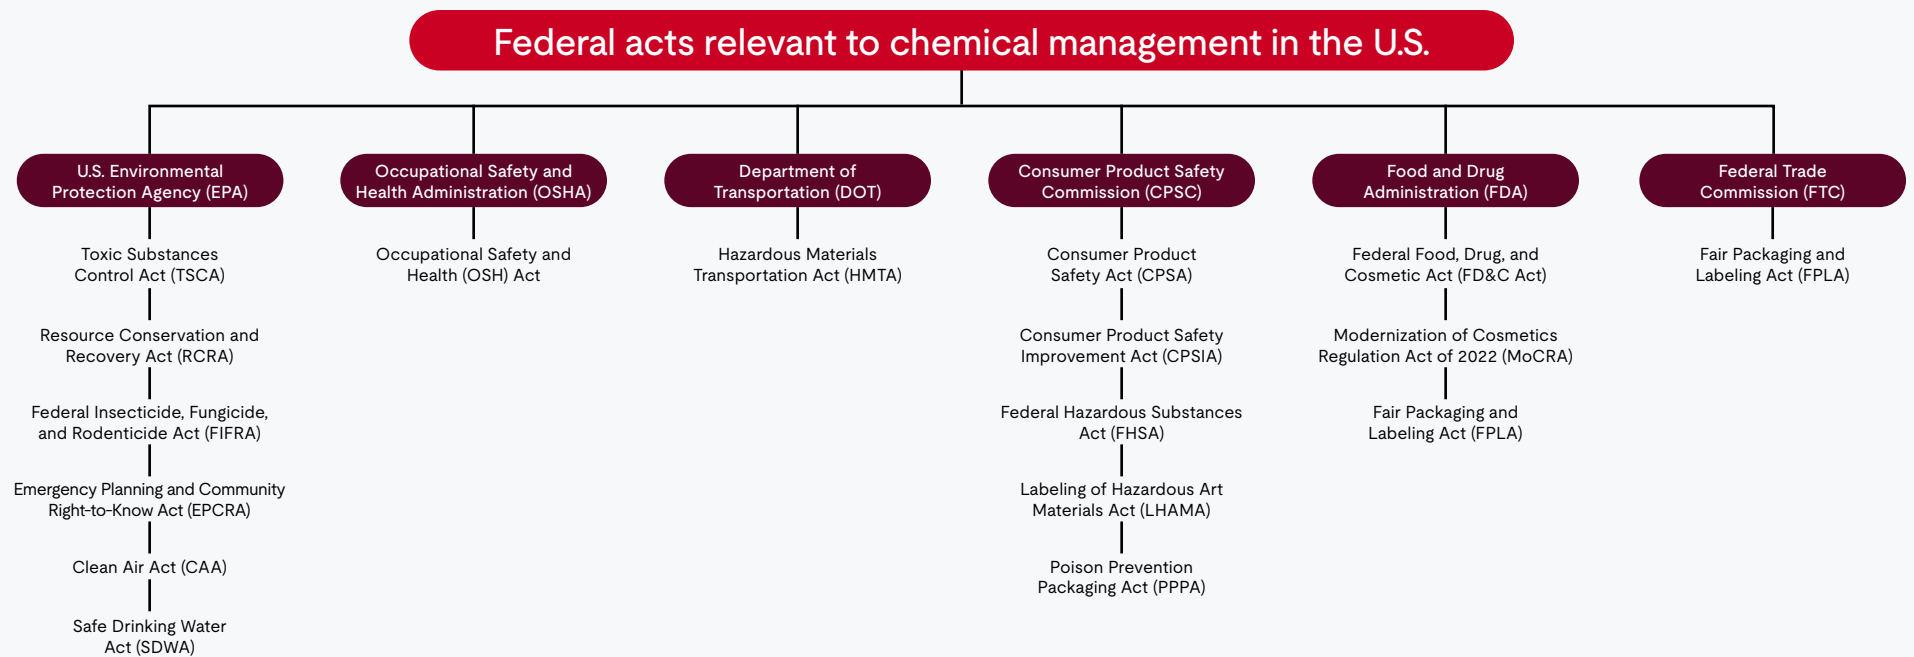 Federal acts relevant to chemical management in the U.S.
U.S. Environmental
Protection Agency (EPA)
Toxic Substances
Control Act (TSCA)
Resource Conservation and
Recovery Act (RCRA)
Federal Insecticide, Fungicide,
and Rodenticide Act (FIFRA)
Emergency Planning and Community
Right-to-Know Act (EPCRA)
Clean Air Act (CAA)
Safe Drinking Water
Act (SDWA)
Occupational Safety and
Health Administration (OSHA)
Occupational Safety and
Health (OSH) Act
Department of
Transportation (DOT)
Hazardous Materials
Transportation Act (HMTA)
Consumer Product Safety
Commission (CPSC)
Consumer Product
Safety Act (CPSA)
Consumer Product Safety
Improvement Act (CPSIA)
Federal Hazardous Substances
Act (FHSA)
Labeling of Hazardous Art
Materials Act (LHAMA)
Poison Prevention
Packaging Act (PPPA)
Food and Drug
Administration (FDA)
Federal Food, Drug, and
Cosmetic Act (FD&C Act)
Modernization of Cosmetics
Regulation Act of 2022 (MoCRA)
Fair Packaging and
Labeling Act (FPLA)
Federal Trade
Commission (FTC)
Fair Packaging and
Labeling Act (FPLA)